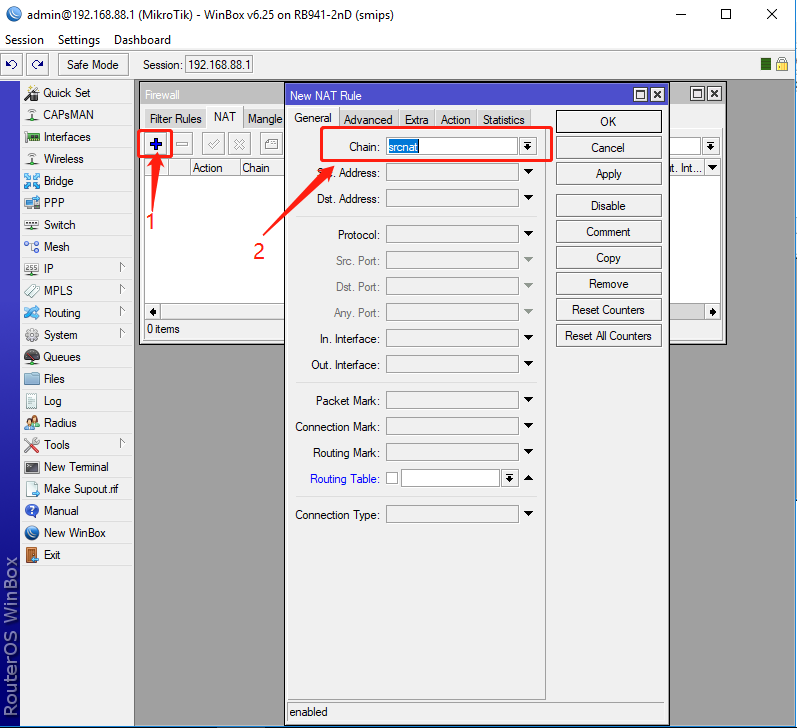 admin@192.168.88.1 (MikroTik) - WinBox v6.25 on RB941-2nD (smips)
Session Settings Dashboard
Safe Mode Session: 192.168.88.1
Quick Set
CAPsMAN
Interfaces
Wireless
Bridge
PPP
Switch
Mesh
IP
MPLS
Routing
System
Queues
Files
Log
Radius
Tools
New Terminal
Make Supout.rif
Manual
New WinBox
Exit
RouterOS WinBox
Firewall
Filter Rules NAT Mangle
Action Chain
t. Int...
0 items
1
2
New NAT Rule
General Advanced Extra Action Statistics
Chain: srcnat
Address:
Dst. Address:
Protocol:
Src. Port:
Dst. Port:
Any. Port:
In. Interface:
Out. Interface:
Packet Mark:
Connection Mark:
Routing Mark:
Routing Table:
Connection Type:
OK
Cancel
Apply
Disable
Comment
Copy
Remove
Reset Counters
Reset All Counters
enabled